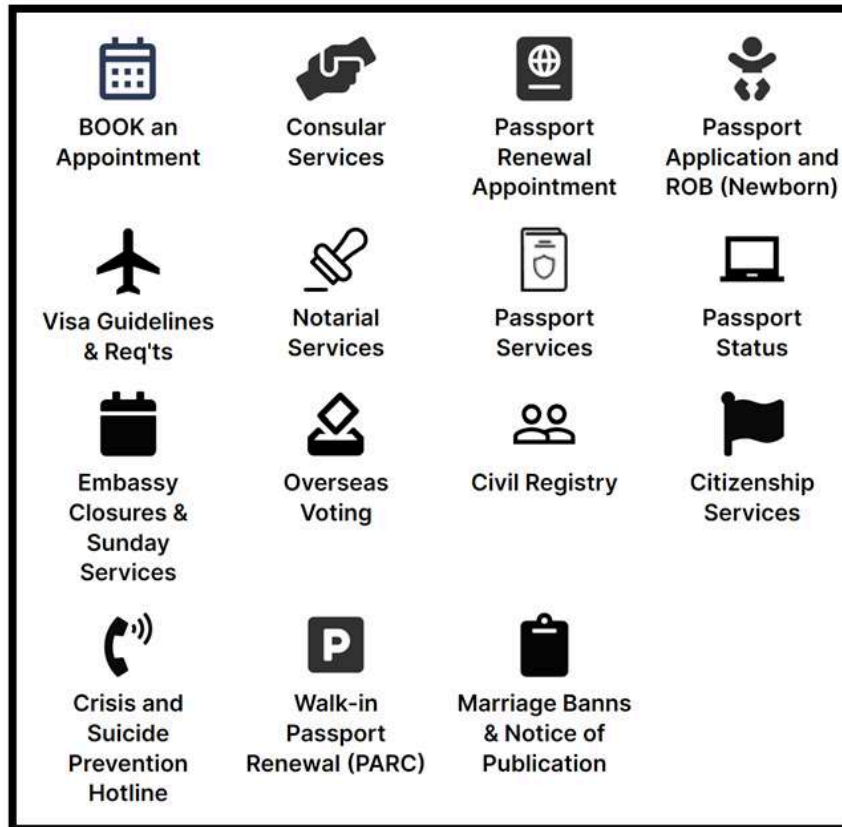 BOOK an
Appointment
Consular
Services
Passport
Renewal
Appointment
Passport
Application and
ROB (Newborn)
Visa Guidelines
& Req'ts
Notarial
Services
Passport
Services
Passport
Status
Embassy
Closures &
Sunday
Services
Overseas
Voting
Civil Registry
Citizenship
Services
Crisis and
Suicide
Prevention
Hotline
P
Walk-in
Passport
Renewal (PARC)
Marriage Banns
& Notice of
Publication